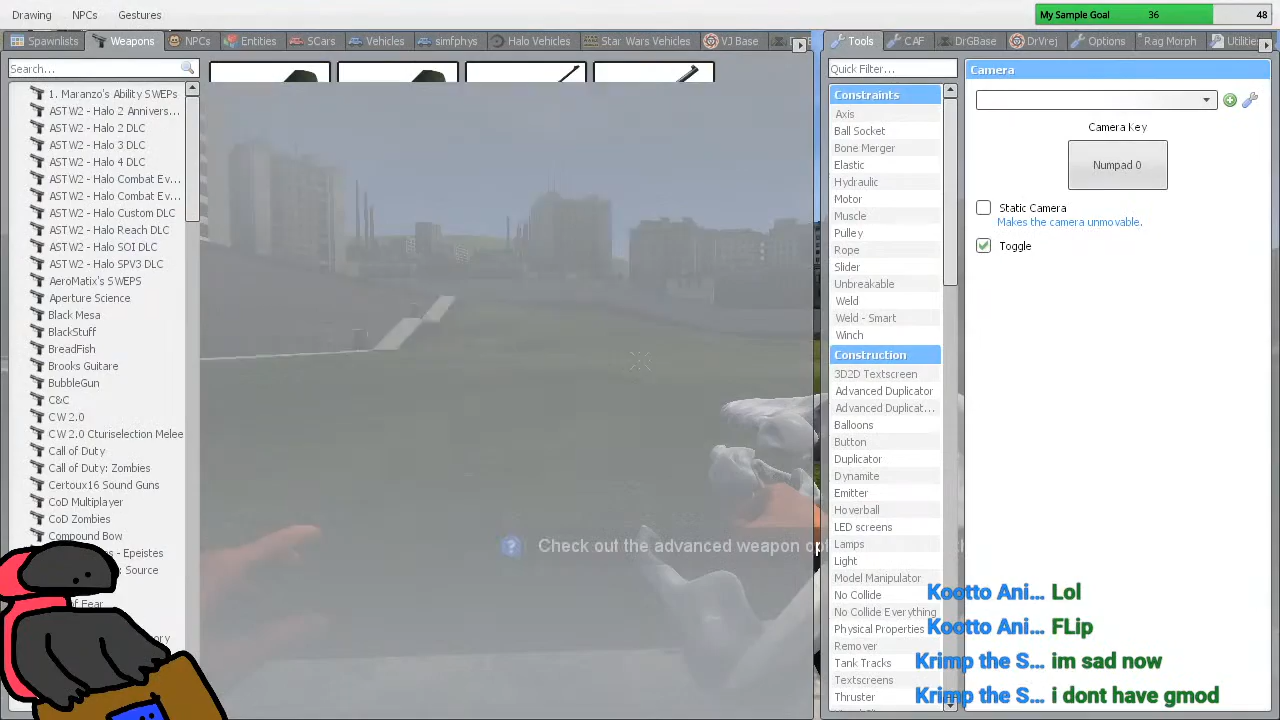 Drawing NPCs Gestures
My Sample Goal 36 48
Spawnlists Weapons NPCs Entities SCars Vehicles simfphys Halo Vehicles Star Wars Vehicles VJ Base
Tools CAF DrGBase DrVrej Options Rag Morph Utilitie
Search...
1. Maranzo's Ability SWEPs
ASTW2 - Halo 2 Annivers...
ASTW2 - Halo 2 DLC
ASTW2 - Halo 3 DLC
ASTW2 - Halo 4 DLC
ASTW2 - Halo Combat Ev...
ASTW2 - Halo Combat Ev...
ASTW2 - Halo Custom DLC
ASTW2 - Halo Reach DLC
ASTW2 - Halo SOI DLC
ASTW2 - Halo SPV3 DLC
AeroMatix's SWEPS
Aperture Science
Black Mesa
BlackStuff
BreadFish
Brooks Guitare
BubbleGun
C&C
CW 2.0
CW 2.0 Cturiselection Melee
Call of Duty
Call of Duty: Zombies
Certoux16 Sound Guns
CoD Multiplayer
CoD Zombies
Compound Bow
- Epeistes
: Source
of Fear
ory
Check out the advanced weapon op
Quick Filter...
Constraints
Axis
Ball Socket
Bone Merger
Elastic
Hydraulic
Motor
Muscle
Pulley
Rope
Slider
Unbreakable
Weld
Weld - Smart
Winch
Construction
3D2D Textscreen
Advanced Duplicator
Advanced Duplicat...
Balloons
Button
Duplicator
Dynamite
Emitter
Hoverball
LED screens
Lamps
Light
Model Manipulator
No Collide
No Collide Everything
Physical Properties
Remover
Tank Tracks
Textscreens
Thruster
Camera
Camera Key
Numpad 0
Static Camera
Makes the camera unmovable.
Toggle
Kootto Ani... Lol
Kootto Ani... FLip
Krimp the S... im sad now
Krimp the S... i dont have gmod